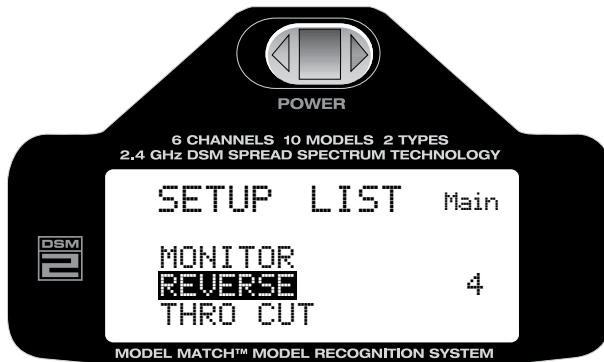 POWER
6 CHANNELS 10 MODELS 2 TYPES
2.4 GHz DSM SPREAD SPECTRUM TECHNOLOGY
SETUP LIST Main
DSM
2
MONITOR
REVERSE 4
THRO CUT
MODEL MATCH™ MODEL RECOGNITION SYSTEM